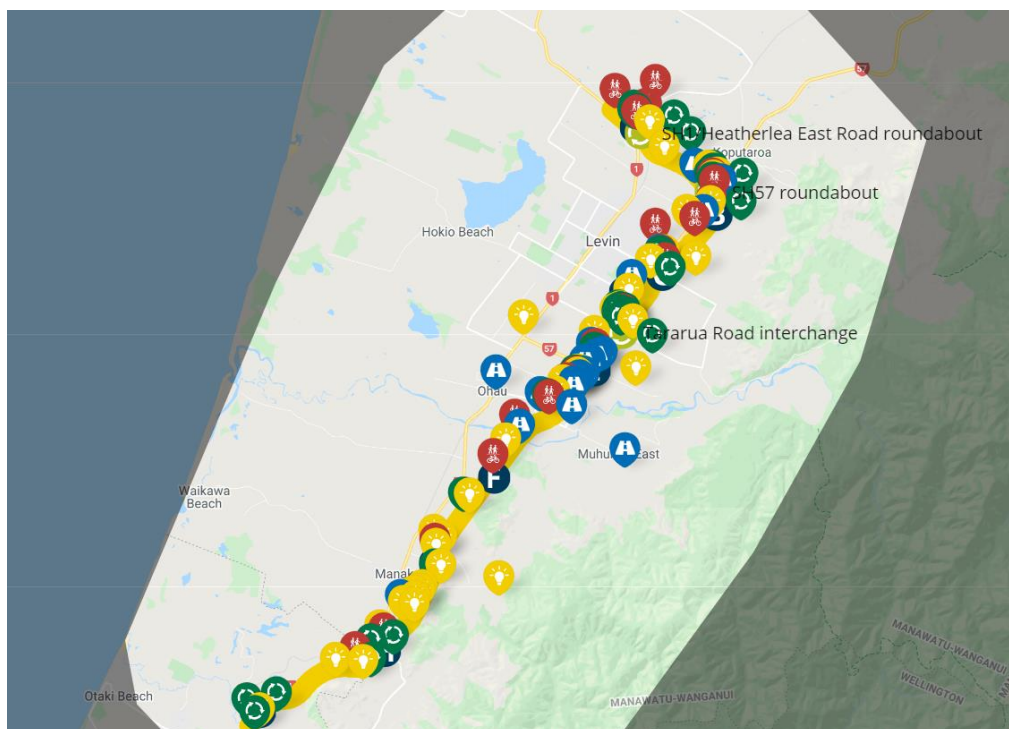 57
SH1/Heatherlea East Road roundabout
Koputaroa
1
SH57 roundabout
Hokio Beach
Levin
1
Tararua Road interchange
57
Ohau
East
F
Waikawa
Beach
MANAWATU-WANGANUI
WELLINGTON
Otaki Beach
MANAWATU-WANGANUI